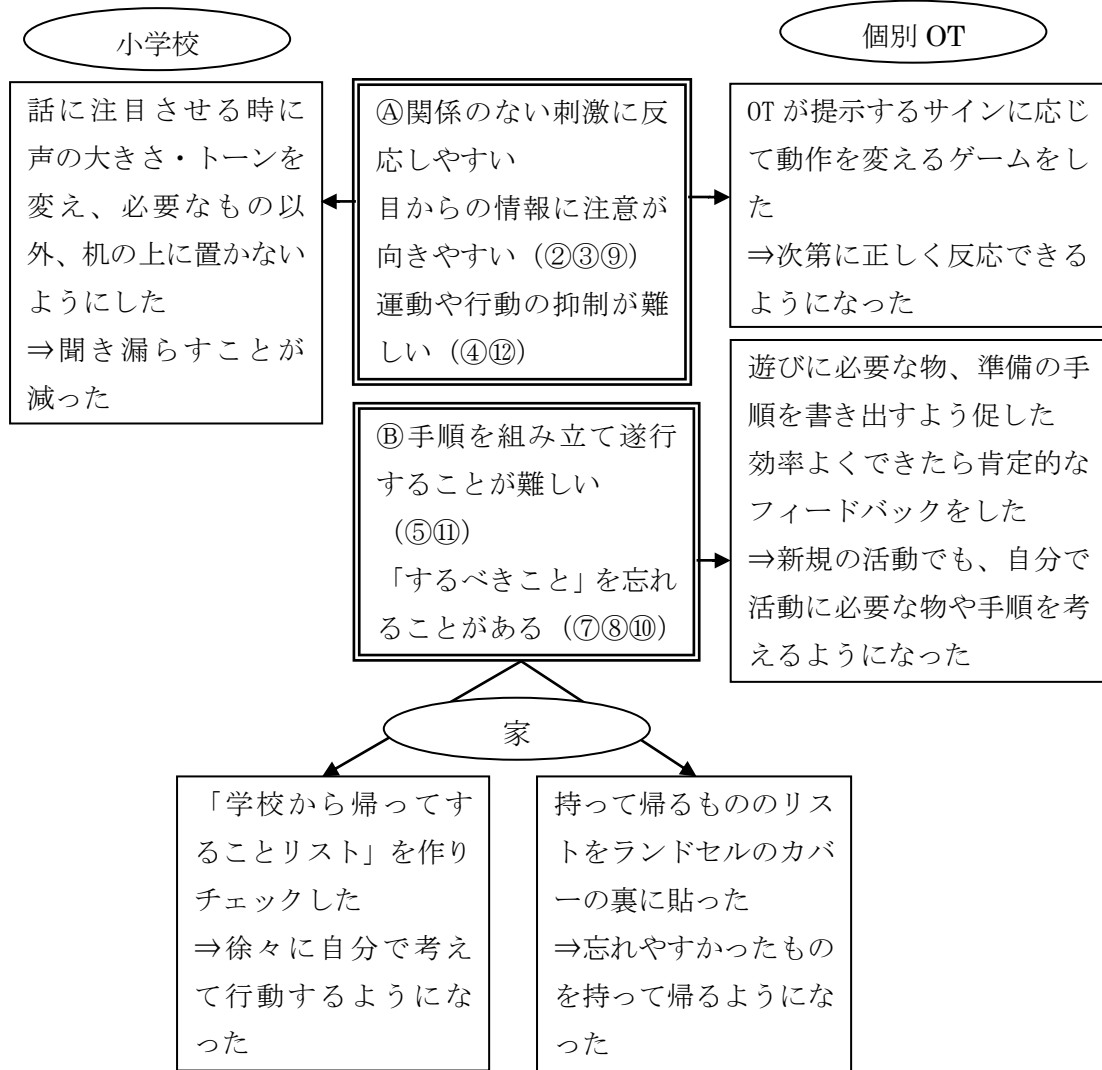 小学校
個別 OT
話に注目させる時に
声の大きさ・トーンを
変え、必要なもの以
外、机の上に置かない
ようにした
⇒聞き漏らすことが
減った
Ⓐ関係のない刺激に反
応しやすい
目からの情報に注意が
向きやすい（②③⑨）
運動や行動の抑制が難
しい（④⑫）
OT が提示するサインに応じ
て動作を変えるゲームをし
た
⇒次第に正しく反応できる
ようになった
Ⓑ手順を組み立て遂行
することが難しい
（⑤⑪）
「するべきこと」を忘れ
ることがある（⑦⑧⑩）
遊びに必要な物、準備の手
順を書き出すよう促した
効率よくできたら肯定的な
フィードバックをした
⇒新規の活動でも、自分で
活動に必要な物や手順を考
えるようになった
家
「学校から帰ってす
ることリスト」を作り
チェックした
⇒徐々に自分で考え
て行動するようにな
った
持って帰るもののリス
トをランドセルのカバ
ーの裏に貼った
⇒忘れやすかったもの
を持って帰るようにな
った